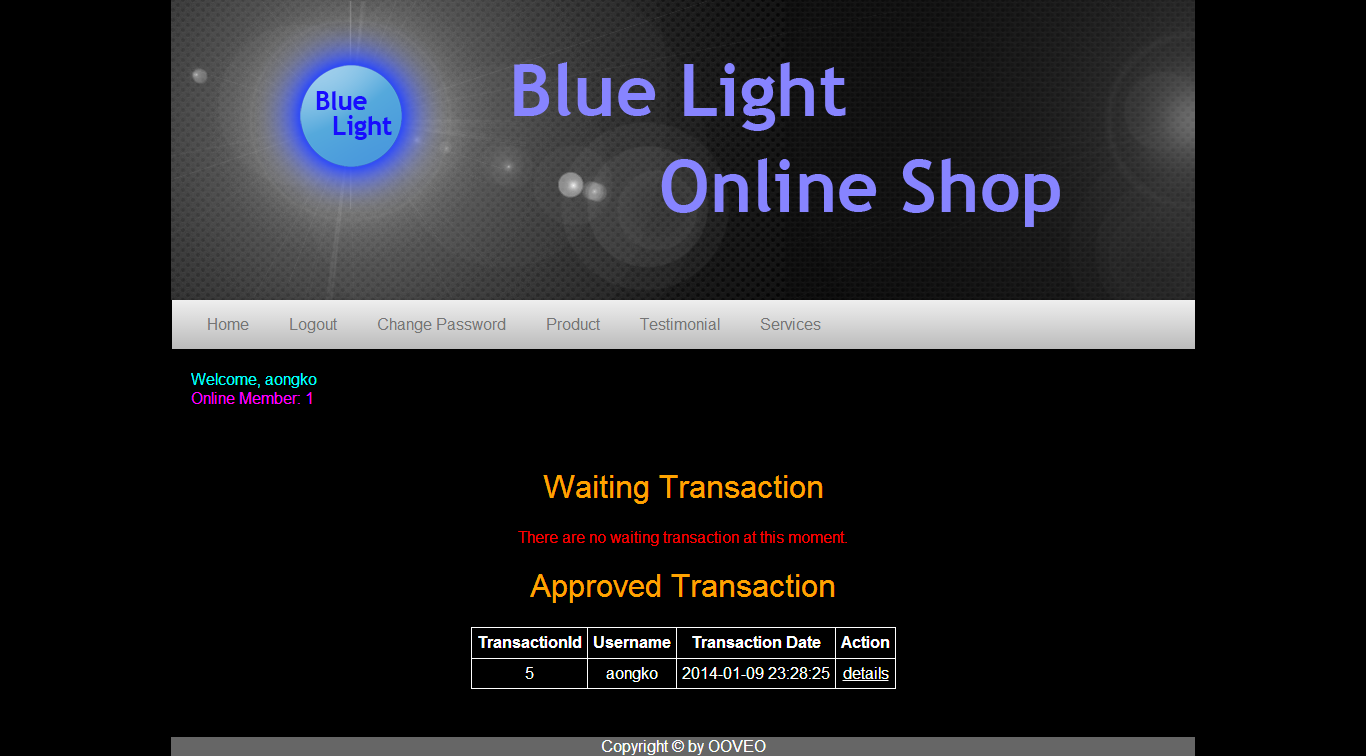 Blue
Light
Blue Light
Online Shop
Home Logout Change Password Product Testimonial Services
Welcome, aongko
Online Member: 1
Waiting Transaction
There are no waiting transaction at this moment.
Approved Transaction
TransactionId Username Transaction Date Action
5 aongko 2014-01-09 23:28:25 details
Copyright © by OOVEO